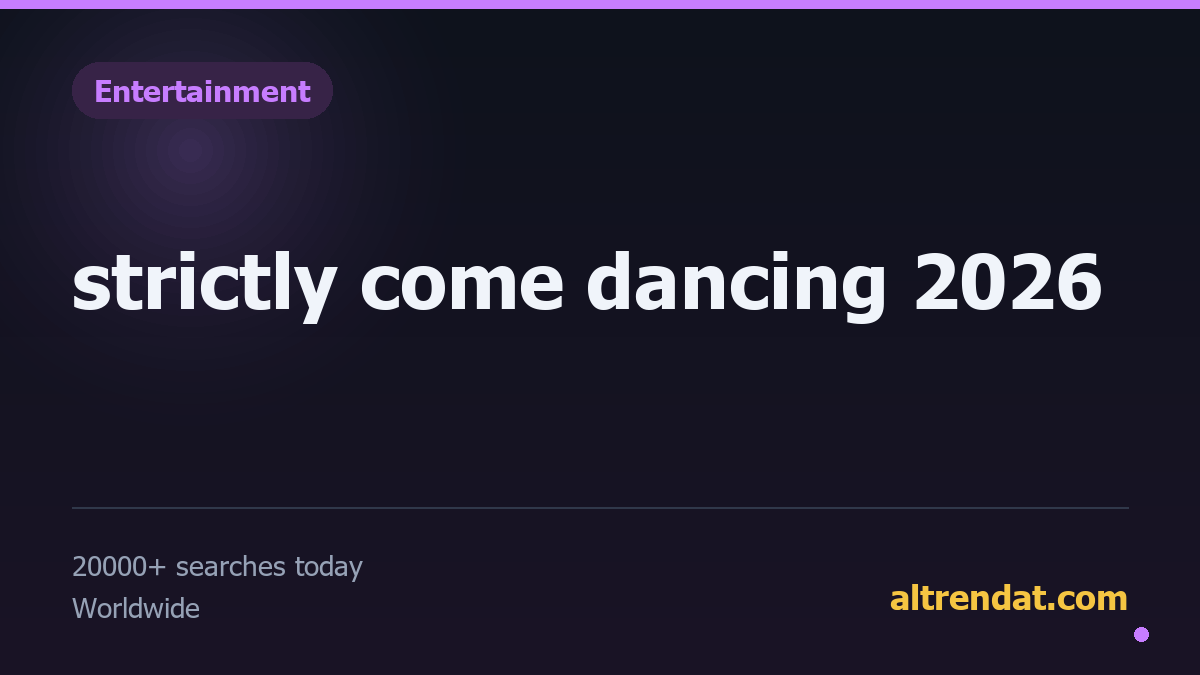 Entertainment
strictly come dancing 2026
20000+ searches today
Worldwide
altrendat.com